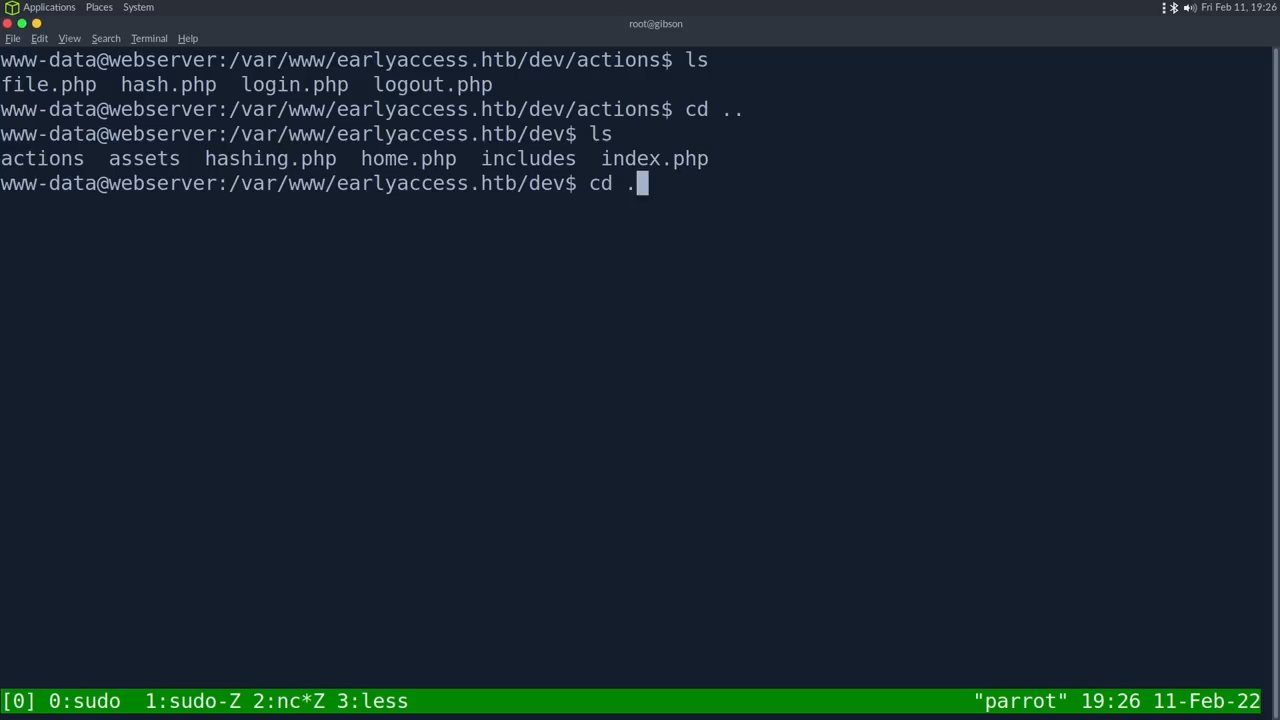 Applications Places System Fri Feb 11, 19:26
root@gibson
File Edit View Search Terminal Help
www-data@webserver:/var/www/earlyaccess.htb/dev/actions$ ls
file.php  hash.php  login.php  logout.php
www-data@webserver:/var/www/earlyaccess.htb/dev/actions$ cd ..
www-data@webserver:/var/www/earlyaccess.htb/dev$ ls
actions  assets  hashing.php  home.php  includes  index.php
www-data@webserver:/var/www/earlyaccess.htb/dev$ cd .
[0] 0:sudo  1:sudo-Z 2:nc*Z 3:less "parrot" 19:26 11-Feb-22